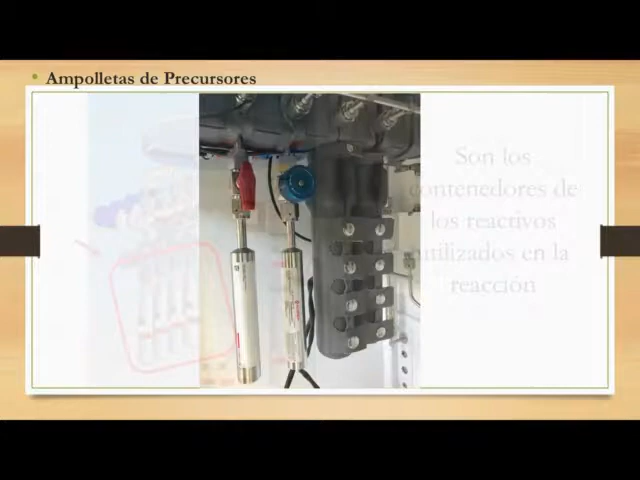 Ampolletas de Precursores
Son los
contenedores de
los reactivos
utilizados en la
reacción